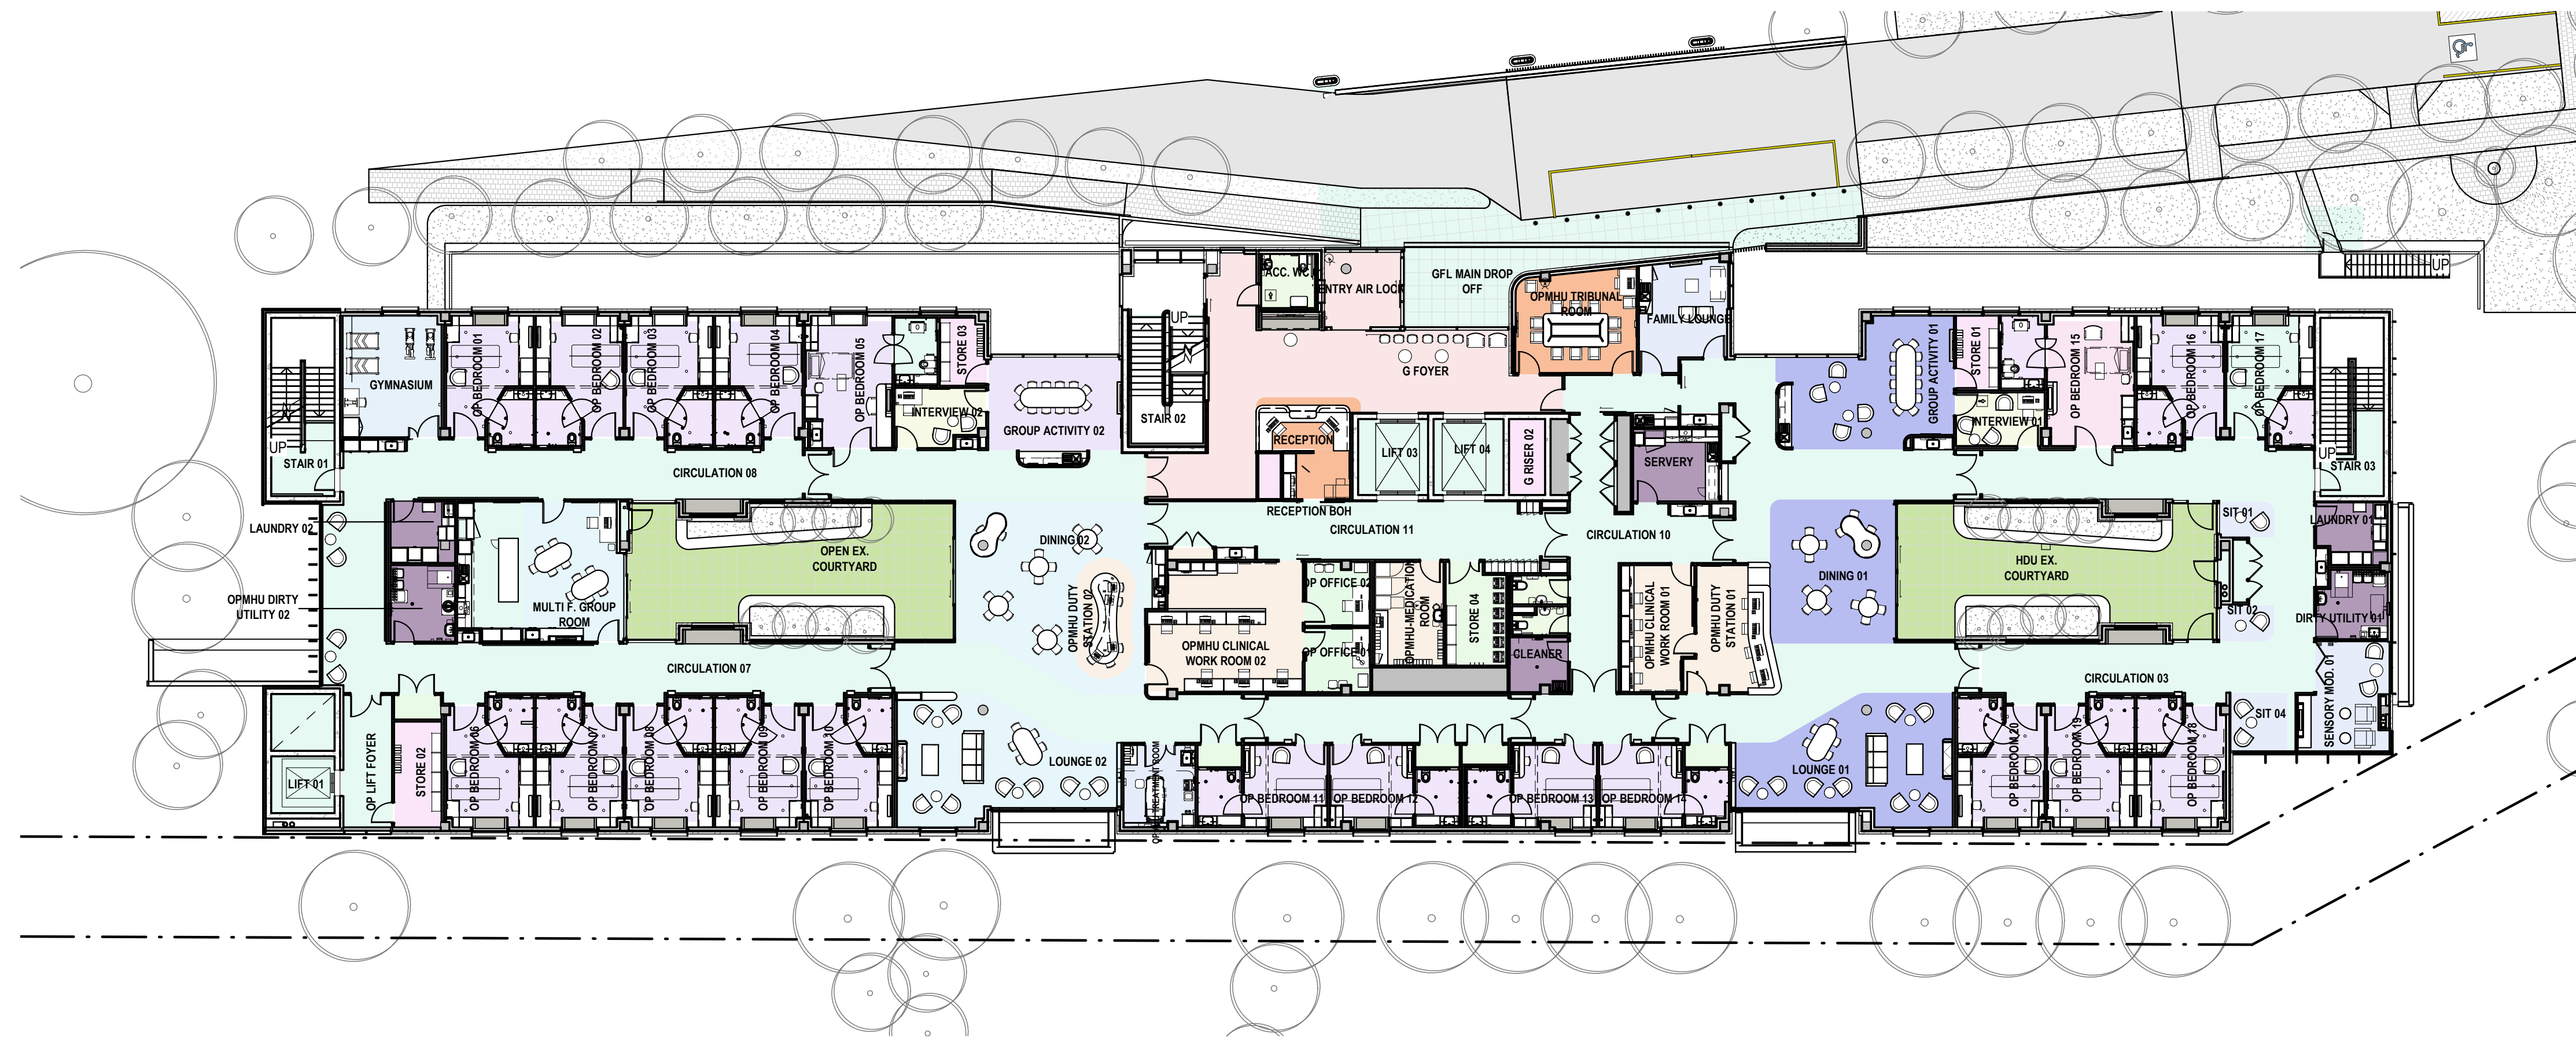 UP
ACC. WC
ENTRY AIR LOCK
GFL MAIN DROP
OFF
OPMHU TRIBUNAL
ROOM
FAMILY LOUNGE
UP
G FOYER
STAIR 02
GYMNASIUM
OP BEDROOM 01
OP BEDROOM 02
OP BEDROOM 03
OP BEDROOM 04
OP BEDROOM 05
STORE 03
INTERVIEW 02
GROUP ACTIVITY 02
GROUP ACTIVITY 01
STORE 01
INTERVIEW 01
OP BEDROOM 15
OP BEDROOM 16
OP BEDROOM 17
UP
STAIR 01
UP
STAIR 03
RECEPTION
LIFT 03
LIFT 04
G RISER 02
SERVERY
CIRCULATION 08
RECEPTION BOH
CIRCULATION 11
CIRCULATION 10
LAUNDRY 02
OPMHU DIRTY
UTILITY 02
MULTI F. GROUP
ROOM
OPEN EX.
COURTYARD
DINING 02
OPMHU DUTY
STATION 02
OPMHU CLINICAL
WORK ROOM 02
OP OFFICE 02
OP OFFICE 01
OPMHU-MEDICATION
ROOM
STORE 04
CLEANER
OPMHU CLINICAL
WORK ROOM 01
OPMHU DUTY
STATION 01
DINING 01
HDU EX.
COURTYARD
SIT 01
SIT 02
LAUNDRY 01
DIRTY UTILITY 01
CIRCULATION 07
CIRCULATION 03
SIT 04
SENSORY MOD. 01
LIFT 01
OP LIFT FOYER
STORE 02
OP BEDROOM 06
OP BEDROOM 07
OP BEDROOM 08
OP BEDROOM 09
OP BEDROOM 10
LOUNGE 02
OP BEDROOM 11
OP BEDROOM 12
OP BEDROOM 13
OP BEDROOM 14
LOUNGE 01
OP BEDROOM 20
OP BEDROOM 19
OP BEDROOM 18